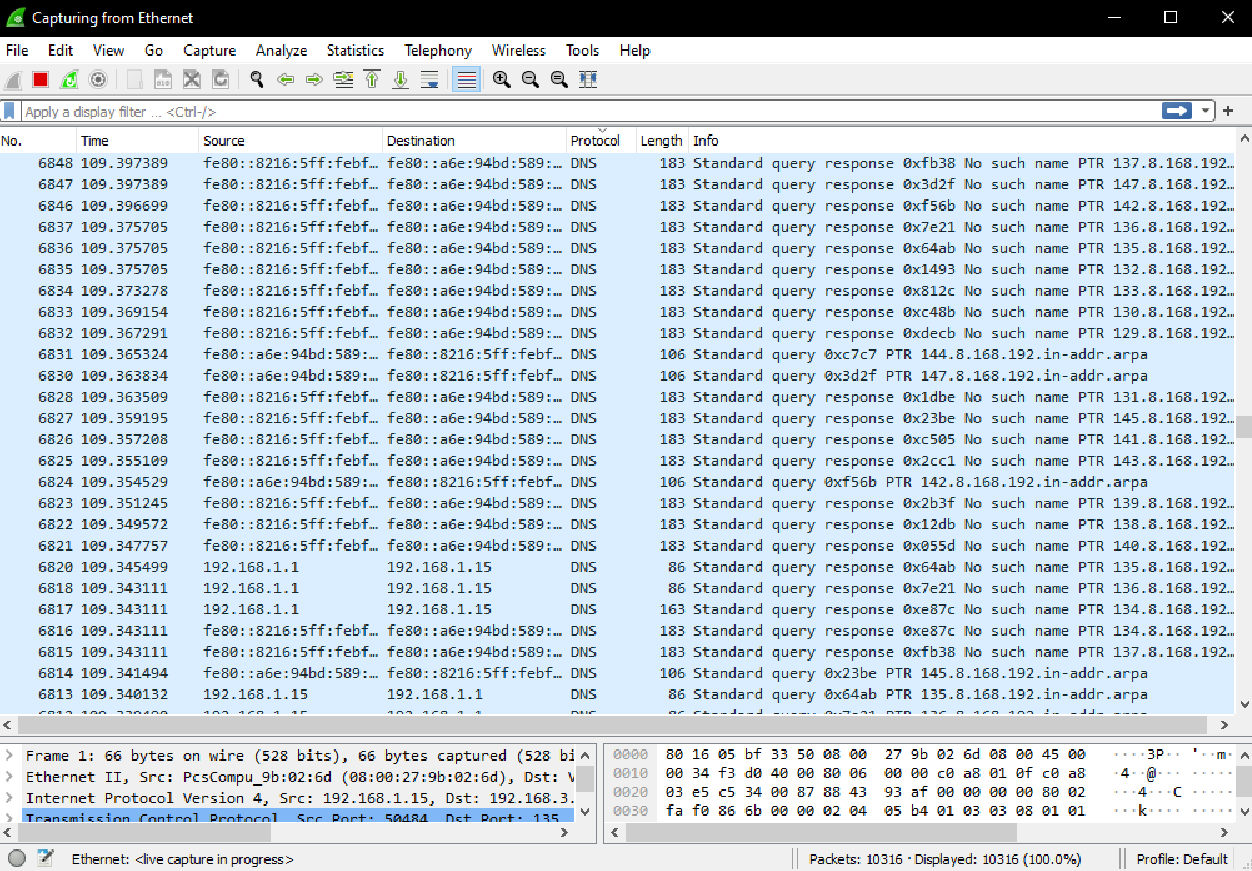 Capturing from Ethernet
File Edit View Go Capture Analyze Statistics Telephony Wireless Tools Help
Apply a display filter ... <Ctrl-/>
No. Time Source Destination Protocol Length Info
6848 109.397389 fe80::8216:5ff:febf… fe80::a6e:94bd:589:… DNS 183 Standard query response 0xfb38 No such name PTR 137.8.168.192…
6847 109.397389 fe80::8216:5ff:febf… fe80::a6e:94bd:589:… DNS 183 Standard query response 0x3d2f No such name PTR 147.8.168.192…
6846 109.396699 fe80::8216:5ff:febf… fe80::a6e:94bd:589:… DNS 183 Standard query response 0xf56b No such name PTR 142.8.168.192…
6837 109.375705 fe80::8216:5ff:febf… fe80::a6e:94bd:589:… DNS 183 Standard query response 0x7e21 No such name PTR 136.8.168.192…
6836 109.375705 fe80::8216:5ff:febf… fe80::a6e:94bd:589:… DNS 183 Standard query response 0x64ab No such name PTR 135.8.168.192…
6835 109.375705 fe80::8216:5ff:febf… fe80::a6e:94bd:589:… DNS 183 Standard query response 0x1493 No such name PTR 132.8.168.192…
6834 109.373278 fe80::8216:5ff:febf… fe80::a6e:94bd:589:… DNS 183 Standard query response 0x812c No such name PTR 133.8.168.192…
6833 109.369154 fe80::8216:5ff:febf… fe80::a6e:94bd:589:… DNS 183 Standard query response 0xc48b No such name PTR 130.8.168.192…
6832 109.367291 fe80::8216:5ff:febf… fe80::a6e:94bd:589:… DNS 183 Standard query response 0xdecb No such name PTR 129.8.168.192…
6831 109.365324 fe80::a6e:94bd:589:… fe80::8216:5ff:febf… DNS 106 Standard query 0xc7c7 PTR 144.8.168.192.in-addr.arpa
6830 109.363834 fe80::a6e:94bd:589:… fe80::8216:5ff:febf… DNS 106 Standard query 0x3d2f PTR 147.8.168.192.in-addr.arpa
6828 109.363509 fe80::8216:5ff:febf… fe80::a6e:94bd:589:… DNS 183 Standard query response 0x1dbe No such name PTR 131.8.168.192…
6827 109.359195 fe80::8216:5ff:febf… fe80::a6e:94bd:589:… DNS 183 Standard query response 0x23be No such name PTR 145.8.168.192…
6826 109.357208 fe80::8216:5ff:febf… fe80::a6e:94bd:589:… DNS 183 Standard query response 0xc505 No such name PTR 141.8.168.192…
6825 109.355109 fe80::8216:5ff:febf… fe80::a6e:94bd:589:… DNS 183 Standard query response 0x2cc1 No such name PTR 143.8.168.192…
6824 109.354529 fe80::a6e:94bd:589:… fe80::8216:5ff:febf… DNS 106 Standard query 0xf56b PTR 142.8.168.192.in-addr.arpa
6823 109.351245 fe80::8216:5ff:febf… fe80::a6e:94bd:589:… DNS 183 Standard query response 0x2b3f No such name PTR 139.8.168.192…
6822 109.349572 fe80::8216:5ff:febf… fe80::a6e:94bd:589:… DNS 183 Standard query response 0x12db No such name PTR 138.8.168.192…
6821 109.347757 fe80::8216:5ff:febf… fe80::a6e:94bd:589:… DNS 183 Standard query response 0x055d No such name PTR 140.8.168.192…
6820 109.345499 192.168.1.1 192.168.1.15 DNS 86 Standard query response 0x64ab No such name PTR 135.8.168.192…
6818 109.343111 192.168.1.1 192.168.1.15 DNS 86 Standard query response 0x7e21 No such name PTR 136.8.168.192…
6817 109.343111 192.168.1.1 192.168.1.15 DNS 163 Standard query response 0xe87c No such name PTR 134.8.168.192…
6816 109.343111 fe80::8216:5ff:febf… fe80::a6e:94bd:589:… DNS 183 Standard query response 0xe87c No such name PTR 134.8.168.192…
6815 109.343111 fe80::8216:5ff:febf… fe80::a6e:94bd:589:… DNS 183 Standard query response 0xfb38 No such name PTR 137.8.168.192…
6814 109.341494 fe80::a6e:94bd:589:… fe80::8216:5ff:febf… DNS 106 Standard query 0x23be PTR 145.8.168.192.in-addr.arpa
6813 109.340132 192.168.1.15 192.168.1.1 DNS 86 Standard query 0x64ab PTR 135.8.168.192.in-addr.arpa
Frame 1: 66 bytes on wire (528 bits), 66 bytes captured (528 bi
Ethernet II, Src: PcsCompu_9b:02:6d (08:00:27:9b:02:6d), Dst: V
Internet Protocol Version 4, Src: 192.168.1.15, Dst: 192.168.3.
Transmission Control Protocol, Src Port: 50484, Dst Port: 135
0000 80 16 05 bf 33 50 08 00 27 9b 02 6d 08 00 45 00 ····3P·· '··m··
0010 00 34 f3 d0 40 00 80 06 00 00 c0 a8 01 0f c0 a8 ·4··@··· ······
0020 03 e5 c5 34 00 87 88 43 93 af 00 00 00 00 80 02 ···4···C ······
0030 fa f0 86 6b 00 00 02 04 05 b4 01 03 03 08 01 01 ···k···· ······
Ethernet: <live capture in progress>
Packets: 10316 · Displayed: 10316 (100.0%)
Profile: Default